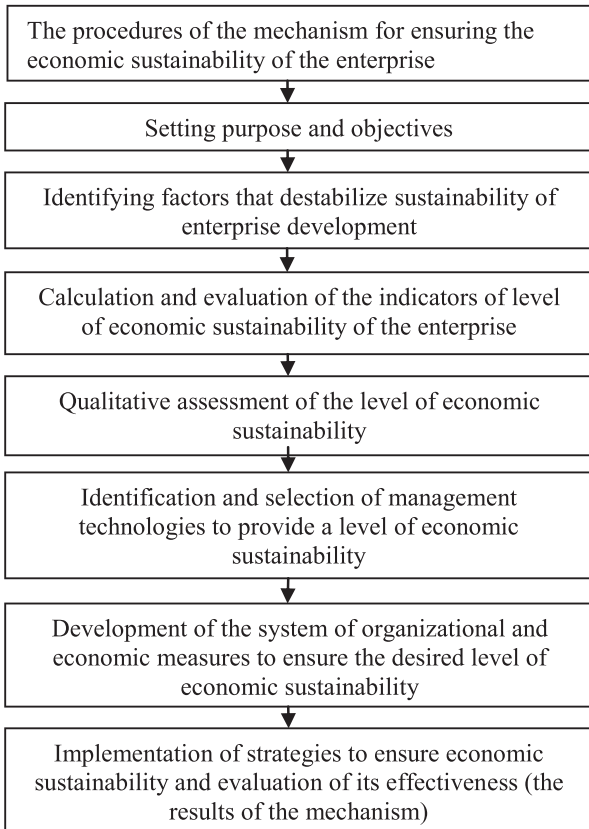 The procedures of the mechanism for ensuring the
economic sustainability of the enterprise
Setting purpose and objectives
Identifying factors that destabilize sustainability of
enterprise development
Calculation and evaluation of the indicators of level
of economic sustainability of the enterprise
Qualitative assessment of the level of economic
sustainability
Identification and selection of management
technologies to provide a level of economic
sustainability
Development of the system of organizational and
economic measures to ensure the desired level of
economic sustainability
Implementation of strategies to ensure economic
sustainability and evaluation of its effectiveness (the
results of the mechanism)